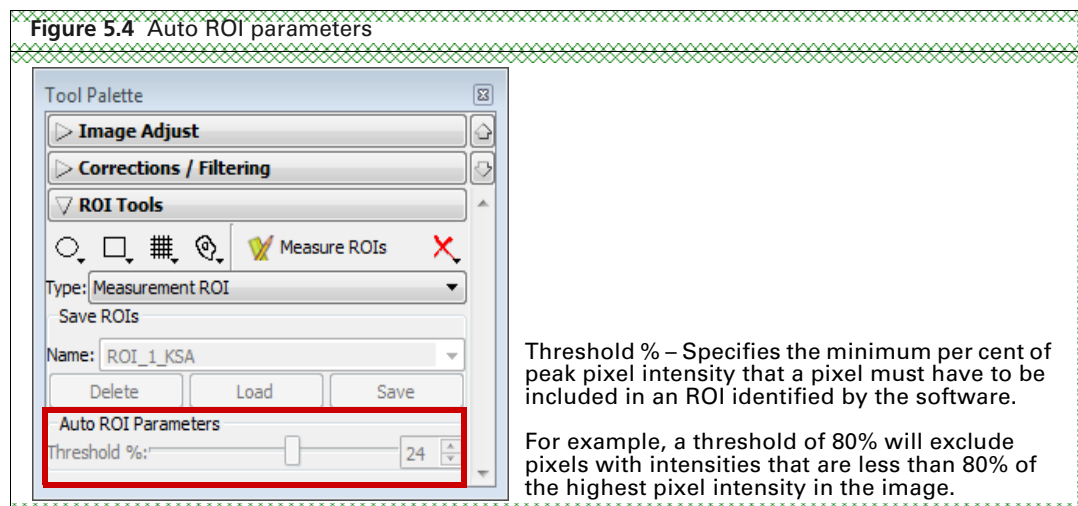 Figure 5.4 Auto ROI parameters
Tool Palette
Image Adjust
Corrections / Filtering
ROI Tools
Measure ROIs
Type: Measurement ROI
Save ROIs
Name: ROI_1_KSA
Delete Load Save
Auto ROI Parameters
Threshold %: 24
Threshold % – Specifies the minimum per cent of
peak pixel intensity that a pixel must have to be
included in an ROI identified by the software.
For example, a threshold of 80% will exclude
pixels with intensities that are less than 80% of
the highest pixel intensity in the image.